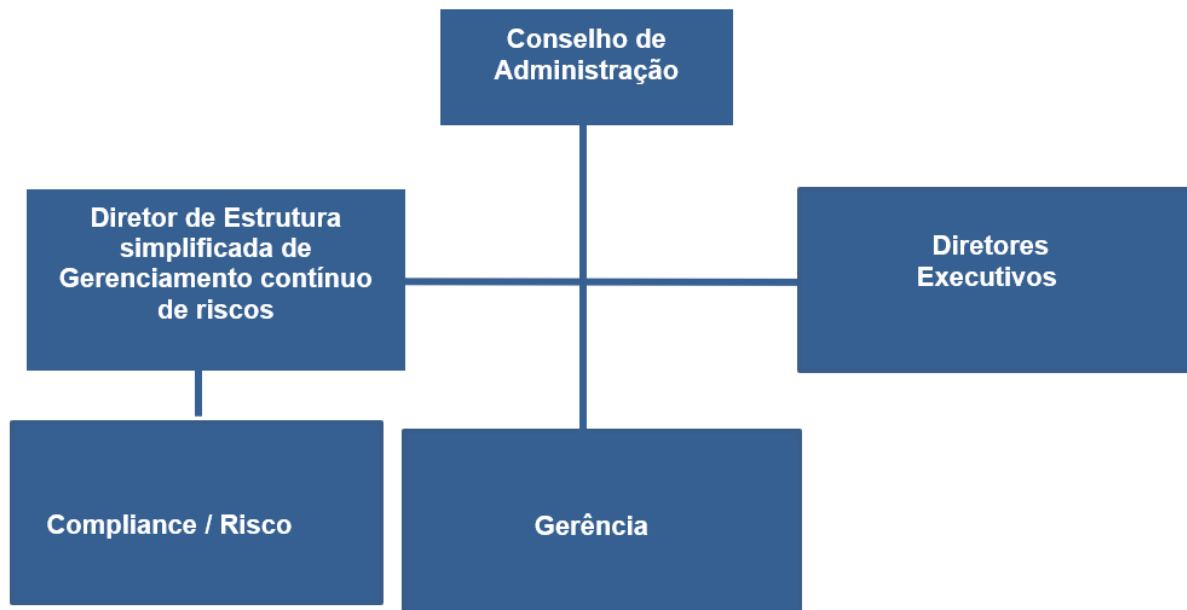 Conselho de
Administração
Diretor de Estrutura
simplificada de
Gerenciamento contínuo
de riscos
Diretores
Executivos
Compliance / Risco
Gerência